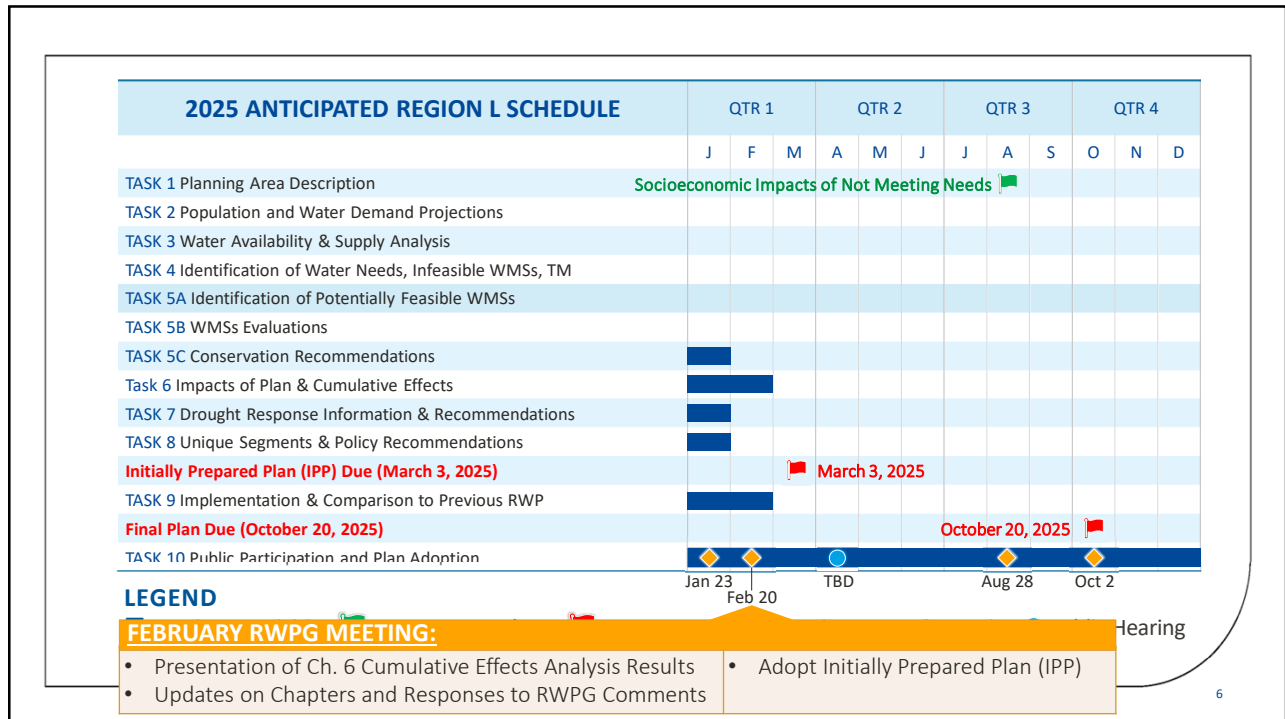 2025 ANTICIPATED REGION L SCHEDULE QTR 1 QTR 2 QTR 3 QTR 4
J F M A M J J A S O N D
TASK 1 Planning Area Description Socioeconomic Impacts of Not Meeting Needs
TASK 2 Population and Water Demand Projections
TASK 3 Water Availability & Supply Analysis
TASK 4 Identification of Water Needs, Infeasible WMSs, TM
TASK 5A Identification of Potentially Feasible WMSs
TASK 5B WMSs Evaluations
TASK 5C Conservation Recommendations
Task 6 Impacts of Plan & Cumulative Effects
TASK 7 Drought Response Information & Recommendations
TASK 8 Unique Segments & Policy Recommendations
Initially Prepared Plan (IPP) Due (March 3, 2025) March 3, 2025
TASK 9 Implementation & Comparison to Previous RWP
Final Plan Due (October 20, 2025) October 20, 2025
TASK 10 Public Participation and Plan Adoption
Jan 23 TBD Aug 28 Oct 2
Feb 20
LEGEND
Hearing
FEBRUARY RWPG MEETING:
• Presentation of Ch. 6 Cumulative Effects Analysis Results
• Updates on Chapters and Responses to RWPG Comments
• Adopt Initially Prepared Plan (IPP)
6